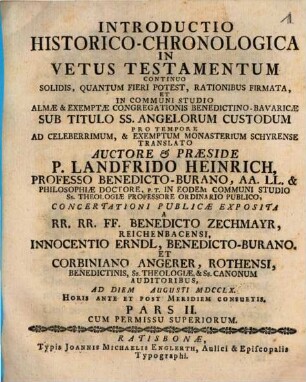 1
INTRODUCTIO
HISTORICO-CHRONOLOGICA
IN
VETUS TESTAMENTUM
CONTINUO
SOLIDIS, QUANTUM FIERI POTEST, RATIONIBUS FIRMATA,
ET
IN COMMUNI STUDIO
ALMÆ & EXEMPTÆ CONGREGATIONIS BENEDICTINO-BAVARICÆ
SUB TITULO SS. ANGELORUM CUSTODUM
PRO TEMPORE
AD CELEBERRIMUM, & EXEMPTUM MONASTERIUM SCHYRENSE
TRANSLATO
AUCTORE & PRÆSIDE
P. LANDFRIDO HEINRICH,
PROFESSO BENEDICTO-BURANO, AA. LL. &
PHILOSOPHIÆ DOCTORE, P. T. IN EODEM COMMUNI STUDIO
SS. THEOLOGIÆ PROFESSORE ORDINARIO PUBLICO,
CONCERTATIONI PUBLICÆ EXPOSITA
A
RR. RR. FF. BENEDICTO ZECHMAYR,
REICHENBACENSI,
INNOCENTIO ERNDL, BENEDICTO-BURANO,
ET
CORBINIANO ANGERER, ROTHENSI,
BENEDICTINIS, SS. THEOLOGIÆ & SS. CANONUM
AUDITORIBUS,
AD DIEM AUGUSTI MDCCLX.
HORIS ANTE ET POST MERIDIEM CONSUETIS,
PARS II.
CUM PERMISSU SUPERIORUM.
RATISBONÆ,
Typis JOANNIS MICHAELIS ENGLERTH, Aulici & Episcopalis
Typographi.